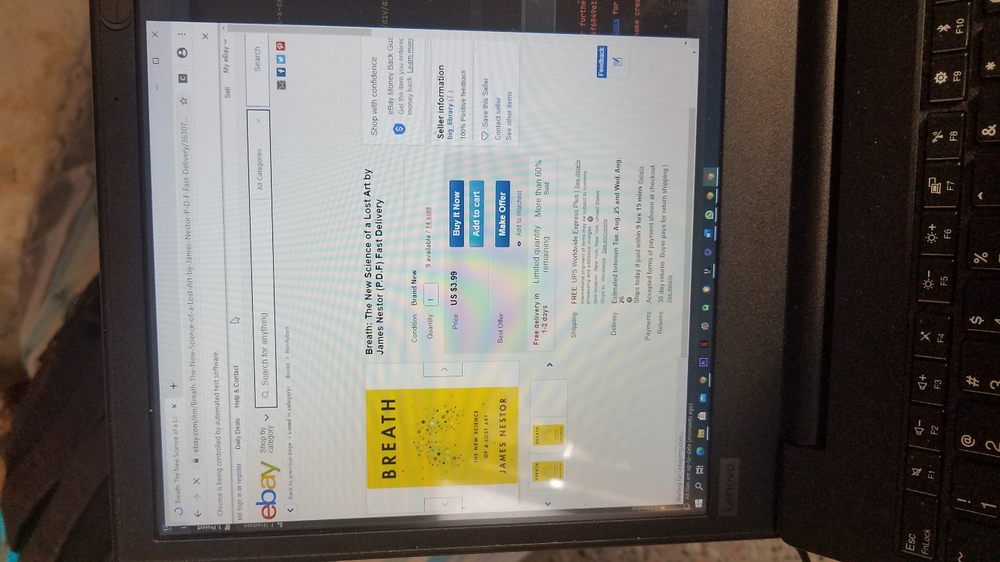 Breath: The New Science of a Lo
ebay.com/itm/Breath-The-New-Science-of-a-Lost-Art-by-James-Nestor-P-D-F-Fast-Delivery/36307...
Chrome is being controlled by automated test software.
Hi! Sign in or register Daily Deals Help & Contact Sell My eBay
ebay Shop by category Search for anything All Categories Search
Back to previous page | Listed in category: Books > Nonfiction
BREATH
THE NEW SCIENCE
OF A LOST ART
JAMES NESTOR
BREATH
BREATH
Breath: The New Science of a Lost Art by
James Nestor (P.D.F) Fast Delivery
Condition Brand New
Quantity 1 9 available / 14 sold
Price US $3.99
Buy It Now
Add to cart
Best Offer
Make Offer
Add to Watchlist
Free delivery in
1-2 days
Limited quantity
remaining
More than 60%
Sold
Shipping FREE UPS Worldwide Express Plus | See details
International shipment of items may be subject to customs
processing and additional charges.
Item location: New York, New York, United States
Ships to: Worldwide See exclusions
Delivery Estimated between Tue. Aug. 25 and Wed. Aug.
26
Ships today if paid within 9 hrs 19 mins Details
Payments Accepted forms of payment shown at checkout
Returns 30 day returns Buyer pays for return shipping |
See details
Shop with confidence
eBay Money Back Gua
Get the item you ordered
money back. Learn more
Seller information
big_library (7)
100% Positive feedback
Save this Seller
Contact seller
See other items
Feedback
All files are up-to-date (moments ago)
7: Structure
Lenovo
Esc
FnLock
F1
F2
F3
F4
F5
F6
F7
F8
F9
F10
~
!
1
@
2
#
3
$
4
%
^
&
*